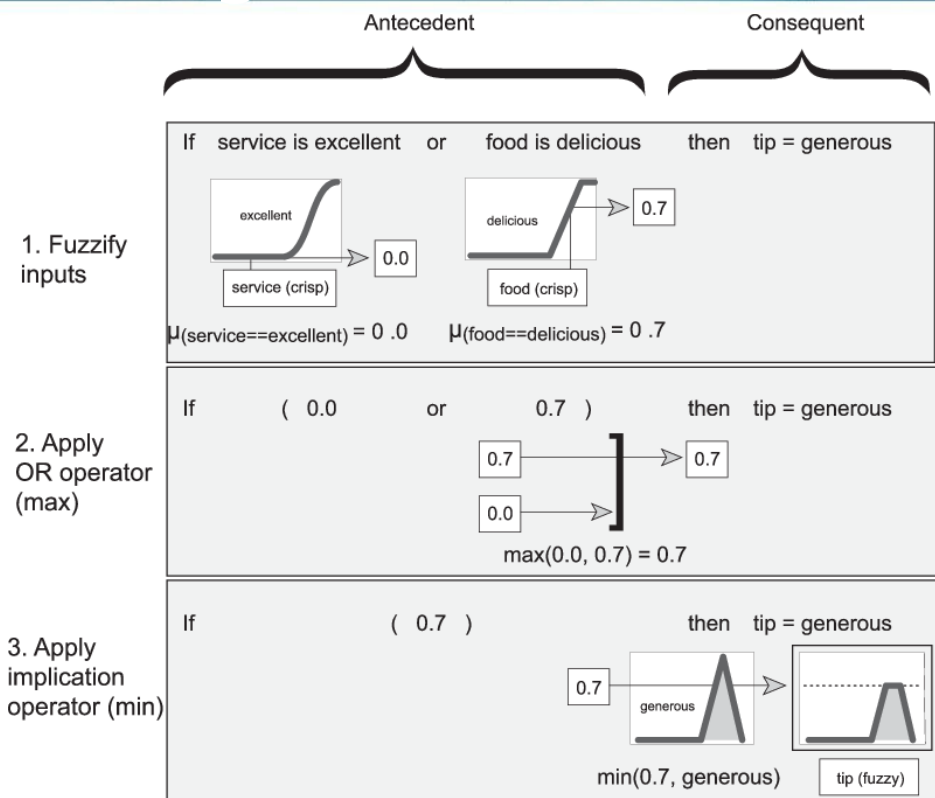 Antecedent Consequent
If service is excellent or food is delicious then tip = generous
1. Fuzzify
inputs
excellent
0.0
service (crisp)
delicious
0.7
food (crisp)
μ(service==excellent) = 0 .0 μ(food==delicious) = 0 .7
2. Apply
OR operator
(max)
If ( 0.0 or 0.7 ) then tip = generous
0.7 0.7
0.0
max(0.0, 0.7) = 0.7
3. Apply
implication
operator (min)
If ( 0.7 ) then tip = generous
0.7
generous
min(0.7, generous)
tip (fuzzy)